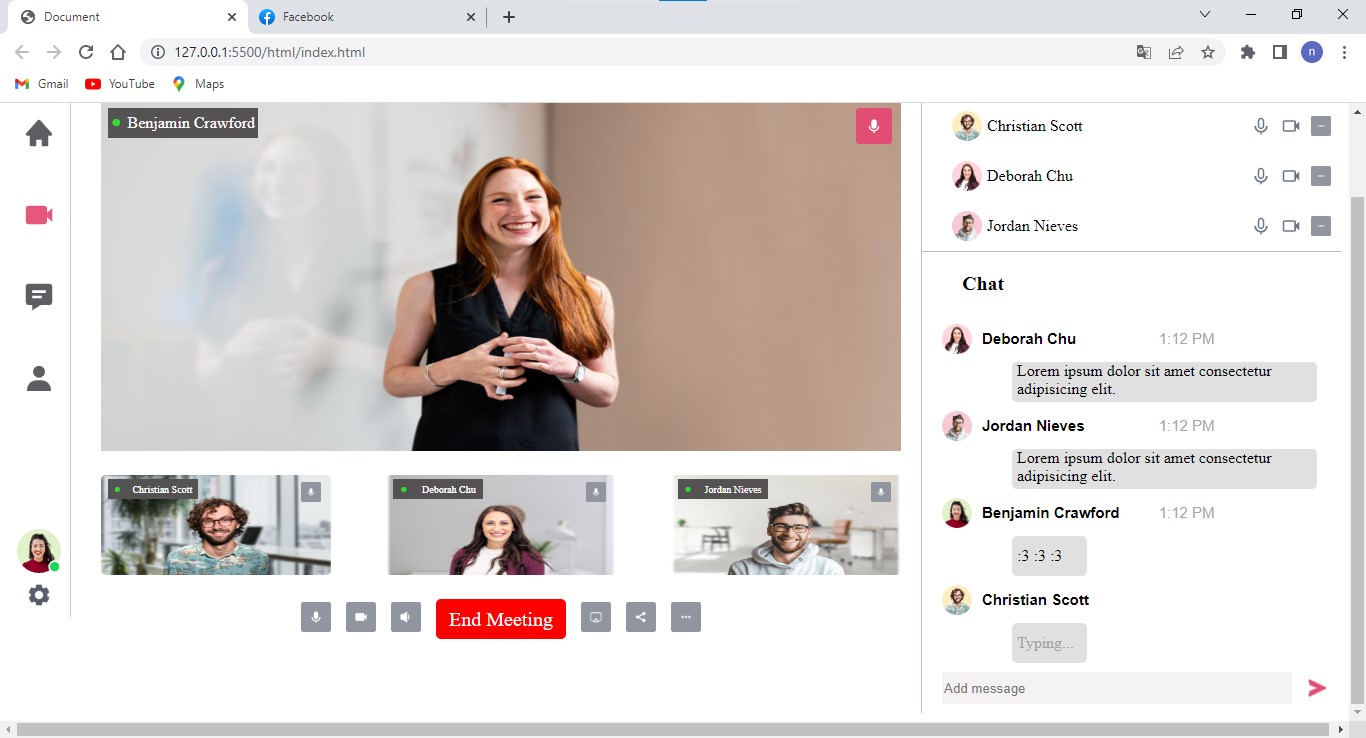 Document
Facebook
127.0.0.1:5500/html/index.html
n
Gmail
YouTube
Maps
Benjamin Crawford
Christian Scott
Deborah Chu
Jordan Nieves
End Meeting
Christian Scott
Deborah Chu
Jordan Nieves
Chat
Deborah Chu 1:12 PM
Lorem ipsum dolor sit amet consectetur
adipisicing elit.
Jordan Nieves 1:12 PM
Lorem ipsum dolor sit amet consectetur
adipisicing elit.
Benjamin Crawford 1:12 PM
:3 :3 :3
Christian Scott
Typing...
Add message